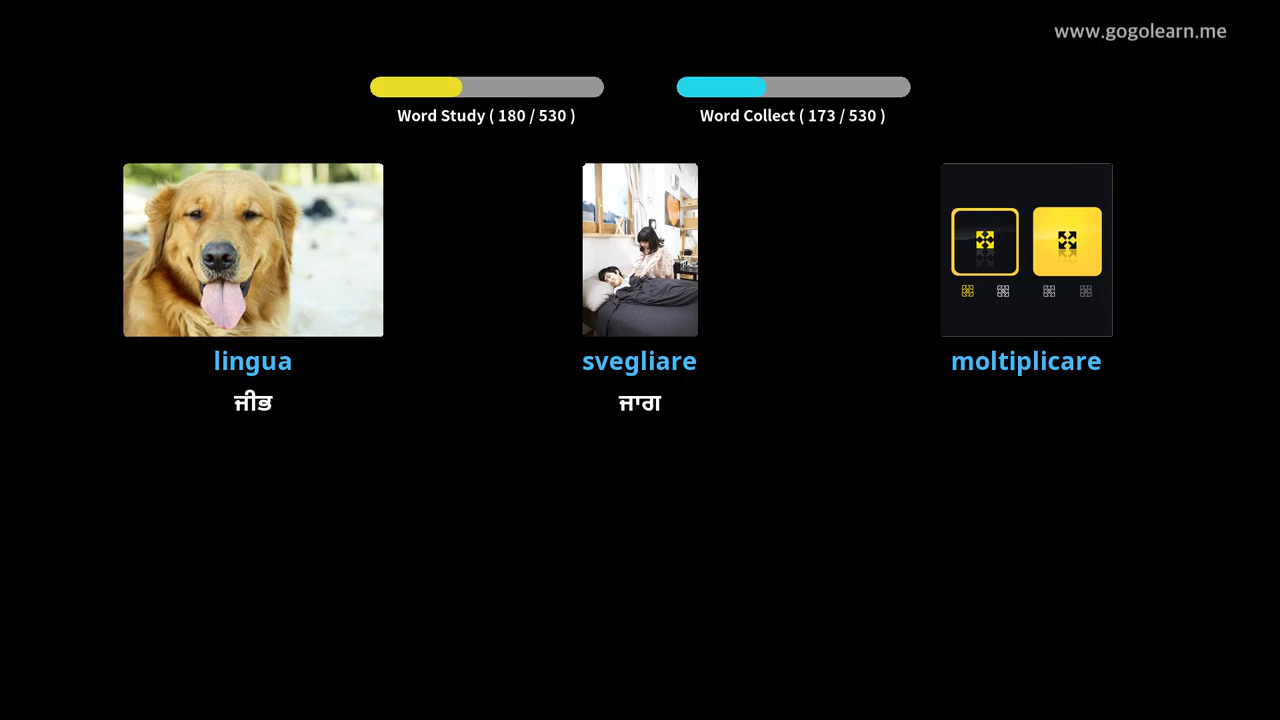 www.gogolearn.me
Word Study ( 180 / 530 )
Word Collect ( 173 / 530 )
lingua
svegliare
moltiplicare
ਜੀਭ
ਜਾਗ